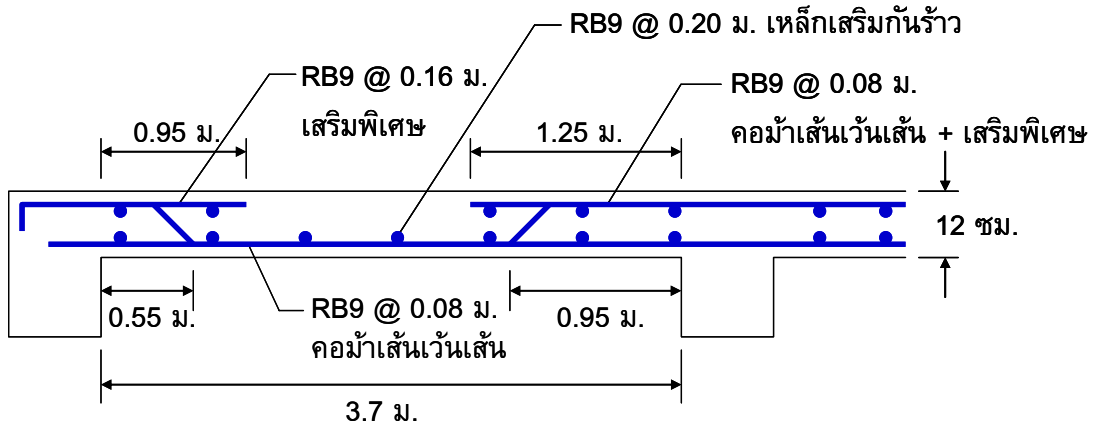 RB9 @ 0.20 ม. เหล็กเสริมกันร้าว
RB9 @ 0.16 ม.
เสริมพิเศษ
RB9 @ 0.08 ม.
คอม้าเส้นเว้นเส้น + เสริมพิเศษ
0.95 ม.
1.25 ม.
12 ซม.
0.55 ม.
RB9 @ 0.08 ม.
คอม้าเส้นเว้นเส้น
0.95 ม.
3.7 ม.